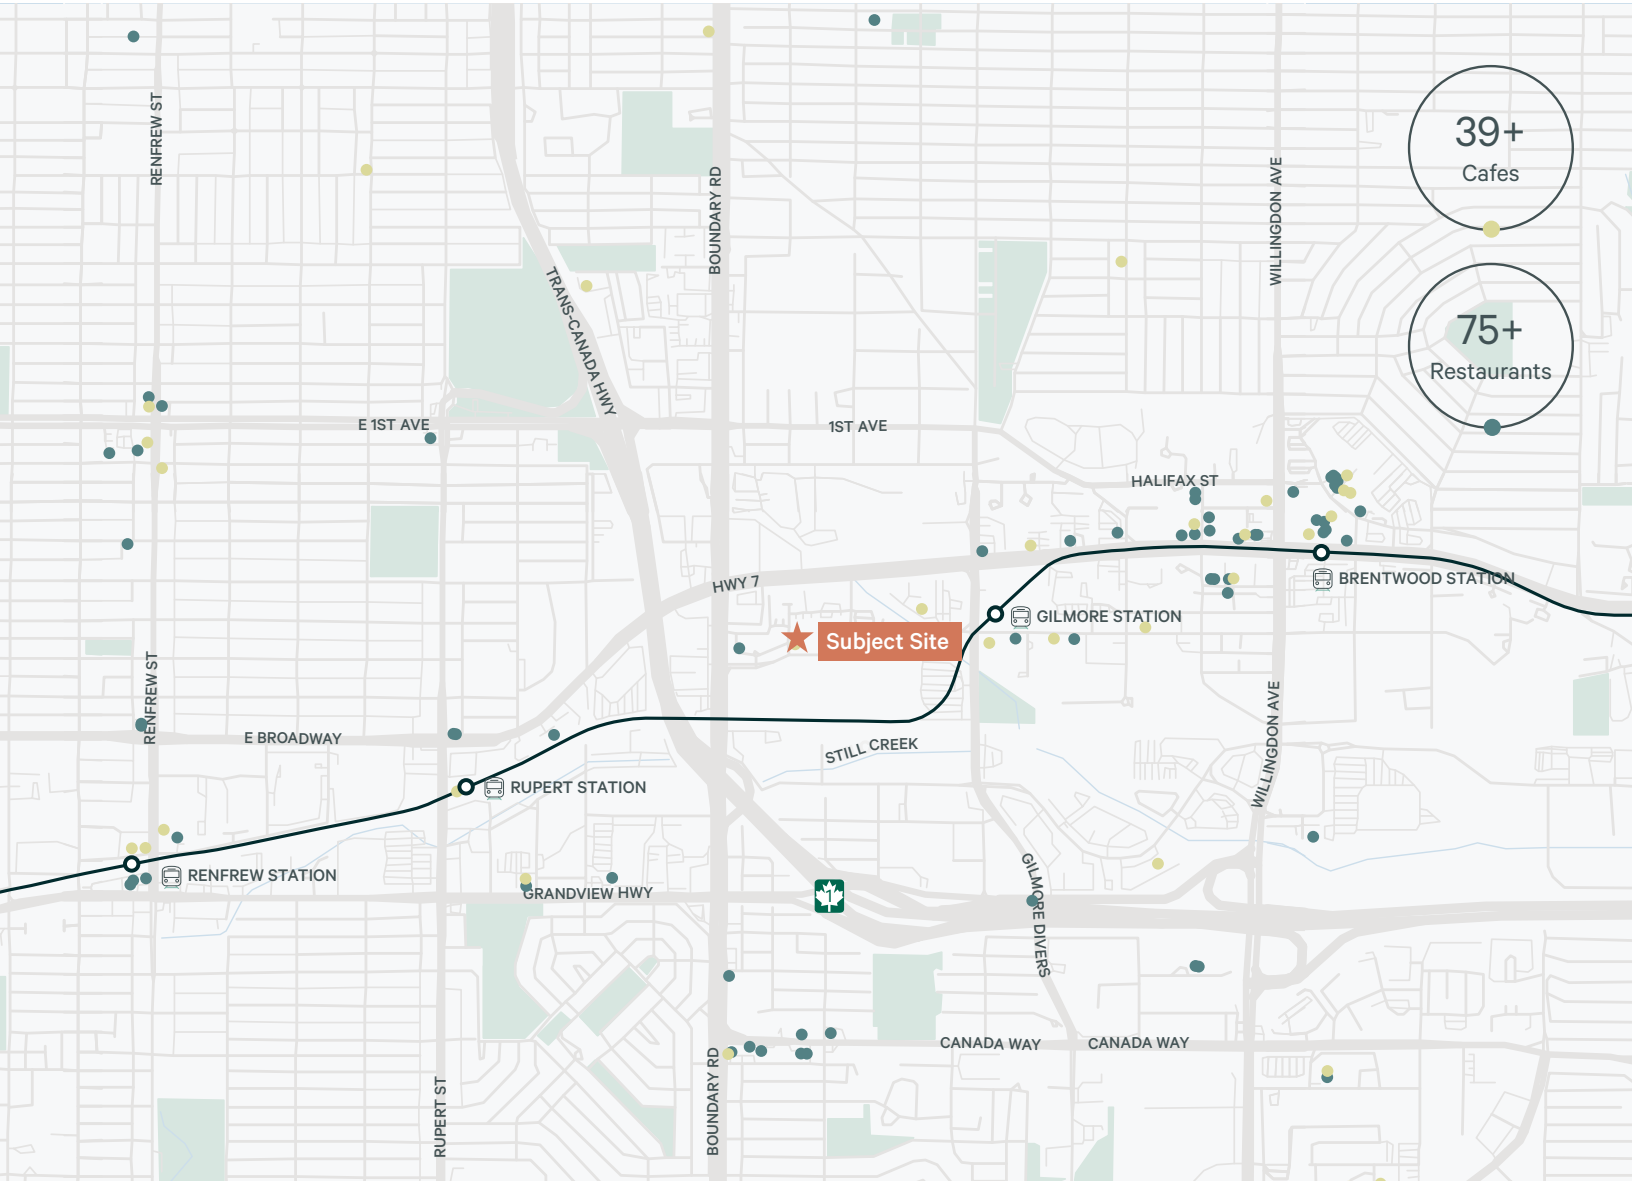 RENFREW ST
BOUNDARY RD
WILLINGDON AVE
39+
Cafes
TRANS-CANADA HWY
75+
Restaurants
E 1ST AVE
1ST AVE
HALIFAX ST
HWY 7
BRENTWOOD STATION
GILMORE STATION
Subject Site
RENFREW ST
E BROADWAY
STILL CREEK
WILLINGDON AVE
RUPERT STATION
RENFREW STATION
GRANDVIEW HWY
1
GILMORE DIVERS
CANADA WAY
CANADA WAY
RUPERT ST
BOUNDARY RD